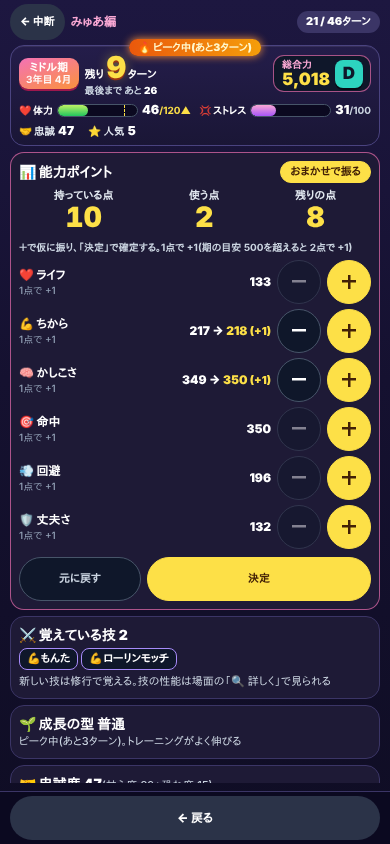 ← 中断
みゅあ編
21 / 46ターン
🔥 ピーク中(あと3ターン)
ミドル期
3年目 4月
残り9ターン
最後まで あと 26
総合力
5,018 D
❤️ 体力 46/120▲ 💢 ストレス 31/100
🤝 忠誠 47 ⭐ 人気 5
📊 能力ポイント
おまかせで振る
持っている点 使う点 残りの点
10 2 8
＋で仮に振り、「決定」で確定する。1点で +1(期の目安 500を超えると 2点で +1)
❤️ ライフ
1点で +1
133 − +
💪 ちから
1点で +1
217 → 218 (+1) − +
🧠 かしこさ
1点で +1
349 → 350 (+1) − +
🎯 命中
1点で +1
350 − +
💨 回避
1点で +1
196 − +
🛡️ 丈夫さ
1点で +1
132 − +
元に戻す 決定
⚔️ 覚えている技 2
💪もんた 💪ローリンモッチ
新しい技は修行で覚える。技の性能は場面の「🔍 詳しく」で見られる
🌱 成長の型 普通
ピーク中(あと3ターン)。トレーニングがよく伸びる
← 戻る